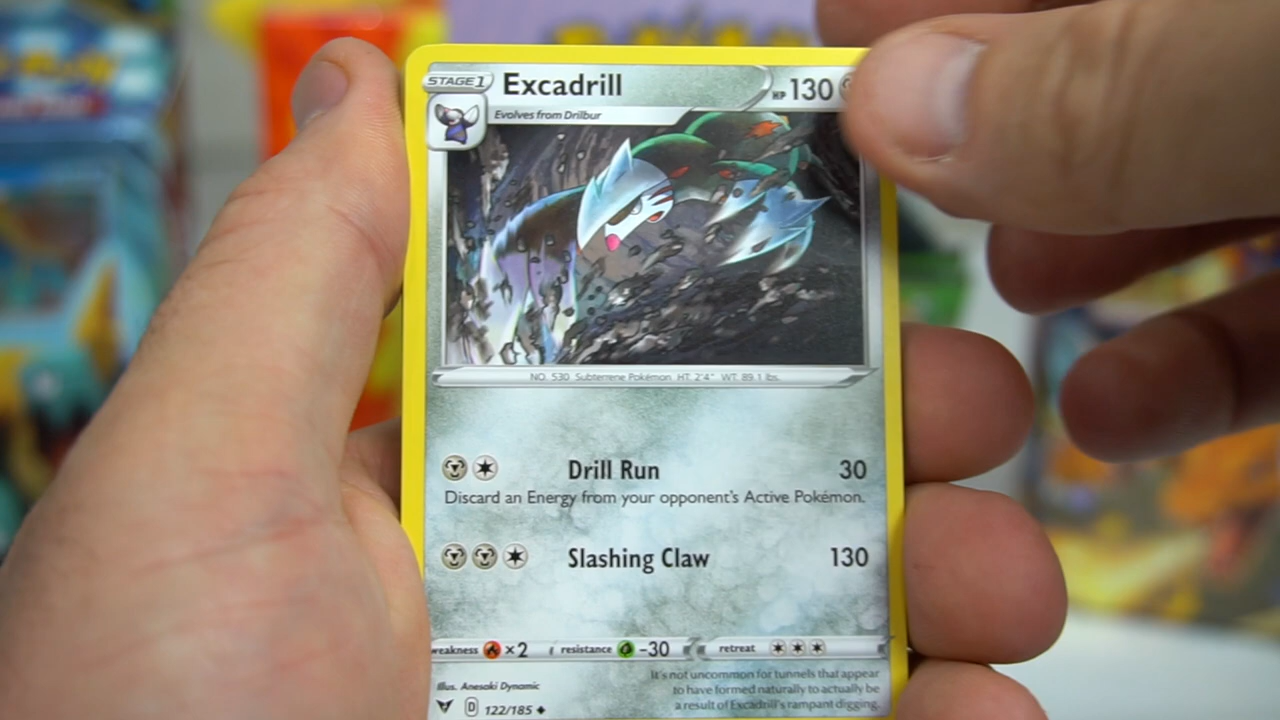 STAGE 1 Excadrill HP 130
Evolves from Drilbur
NO. 530 Subterrene Pokémon HT: 2'4" WT: 89.1 lbs.
Drill Run 30
Discard an Energy from your opponent's Active Pokémon.
Slashing Claw 130
weakness ×2 resistance -30 retreat
It's not uncommon for tunnels that appear
to have formed naturally to actually be
a result of Excadrill's rampant digging.
Illus. Anesaki Dynamic
D 122/185